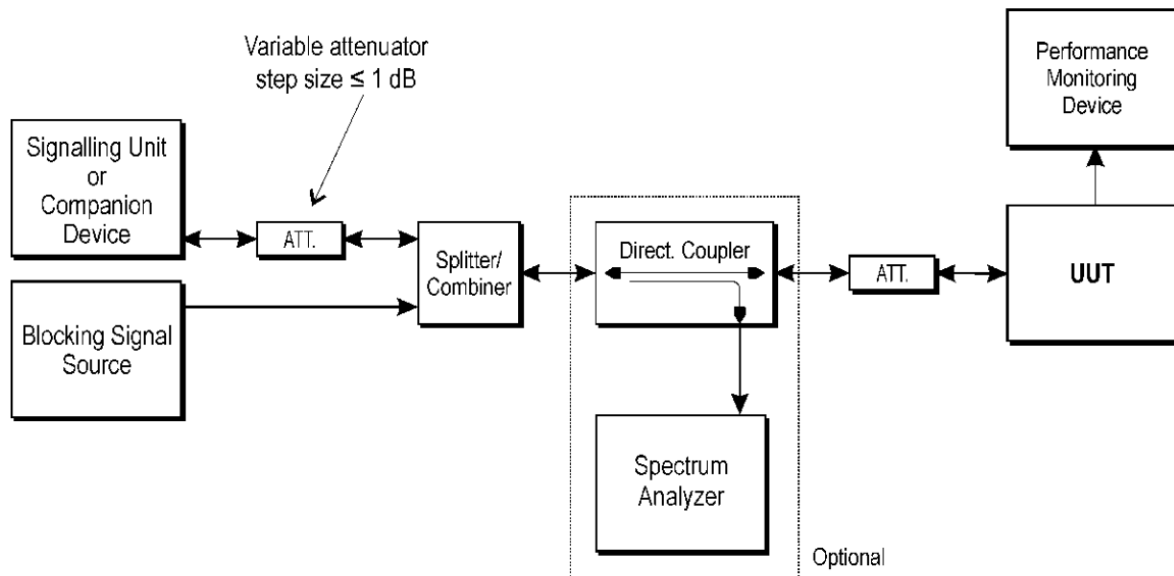 Variable attenuator
step size ≤ 1 dB
Signalling Unit
or
Companion
Device
ATT.
Splitter/
Combiner
Blocking Signal
Source
Direct. Coupler
Spectrum
Analyzer
Optional
ATT.
Performance
Monitoring
Device
UUT